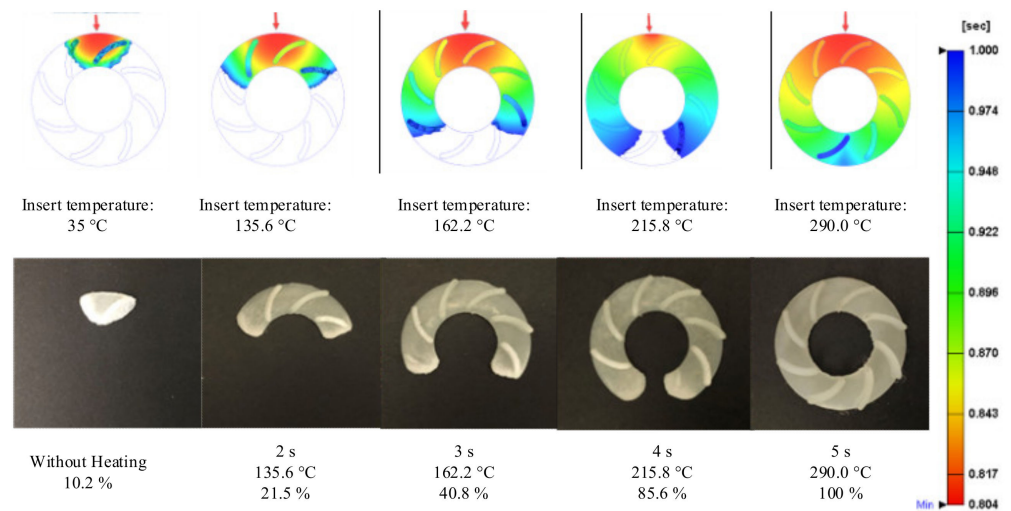 [sec]
1.000
0.974
0.948
0.922
0.896
0.870
0.843
0.817
Min
0.804
Insert temperature:
35 °C
Insert temperature:
135.6 °C
Insert temperature:
162.2 °C
Insert temperature:
215.8 °C
Insert temperature:
290.0 °C
Without Heating
10.2 %
2 s
135.6 °C
21.5 %
3 s
162.2 °C
40.8 %
4 s
215.8 °C
85.6 %
5 s
290.0 °C
100 %